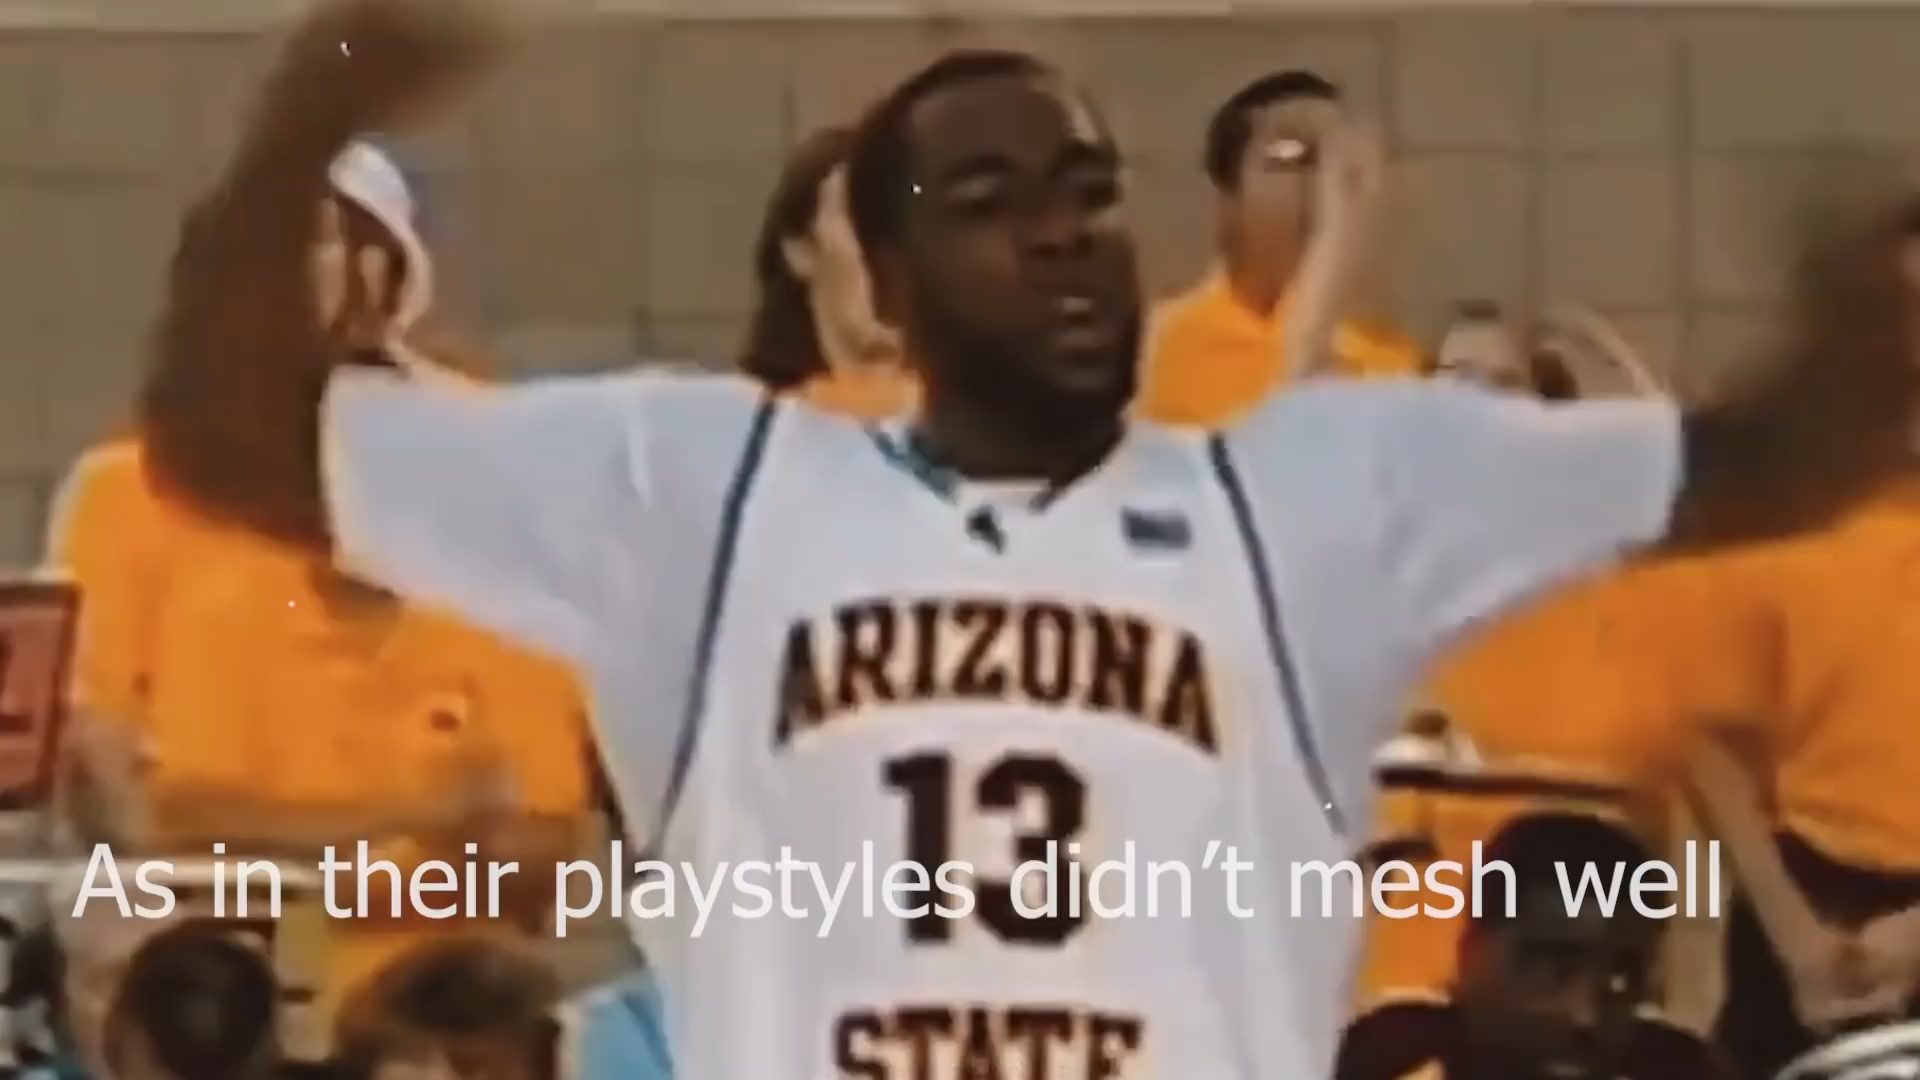 ARIZONA
13
STATE
As in their playstyles didn’t mesh well